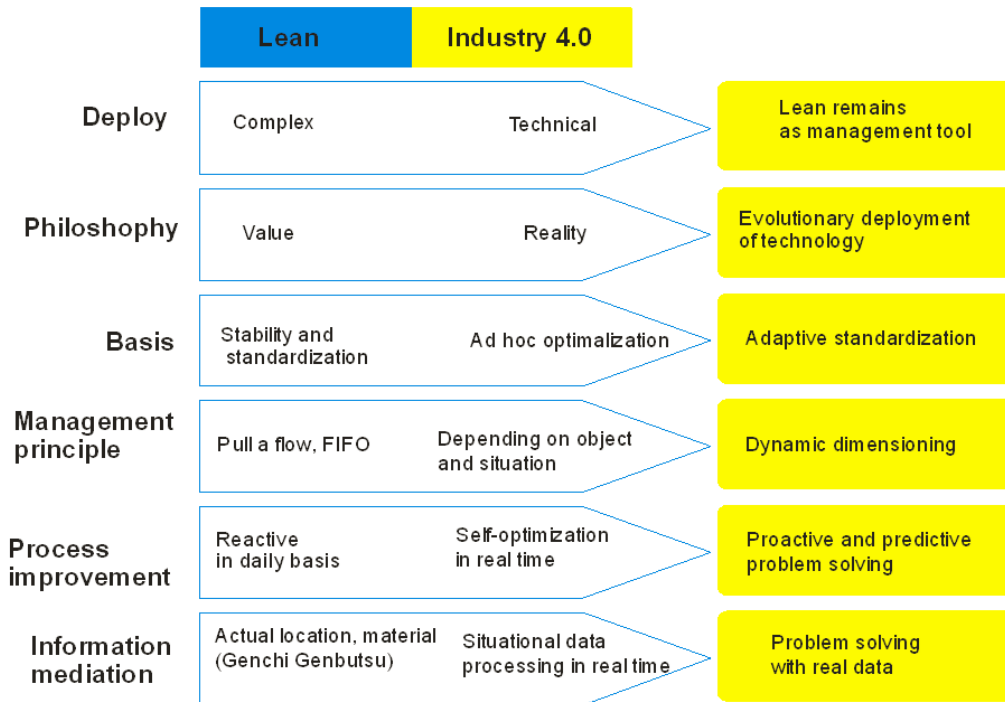 Lean Industry 4.0
Deploy
Complex
Technical
Lean remains
as management tool
Philoshophy
Value
Reality
Evolutionary deployment
of technology
Basis
Stability and
standardization
Ad hoc optimalization
Adaptive standardization
Management
principle
Pull a flow, FIFO
Depending on object
and situation
Dynamic dimensioning
Process
improvement
Reactive
in daily basis
Self-optimization
in real time
Proactive and predictive
problem solving
Information
mediation
Actual location, material
(Genchi Genbutsu)
Situational data
processing in real time
Problem solving
with real data